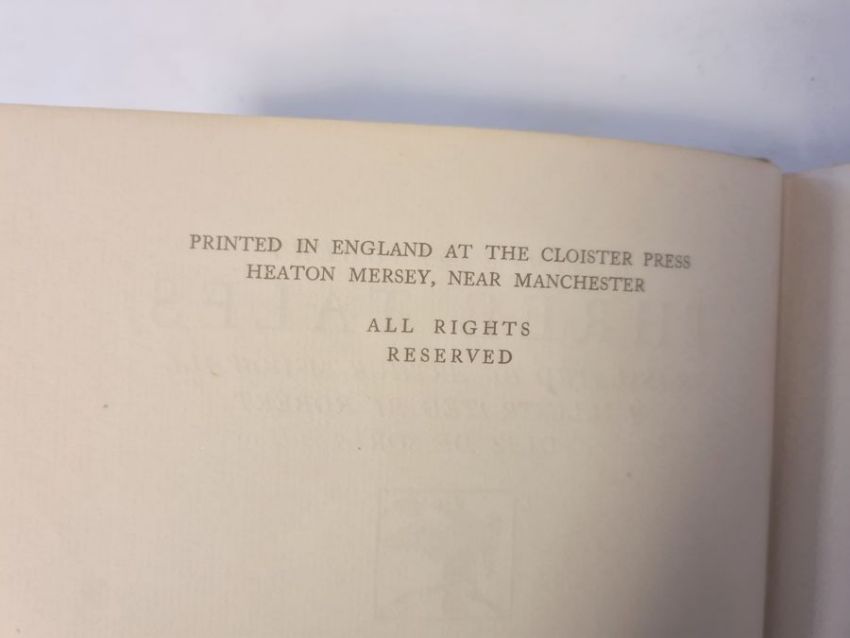 PRINTED IN ENGLAND AT THE CLOISTER PRESS
HEATON MERSEY, NEAR MANCHESTER
ALL RIGHTS
RESERVED